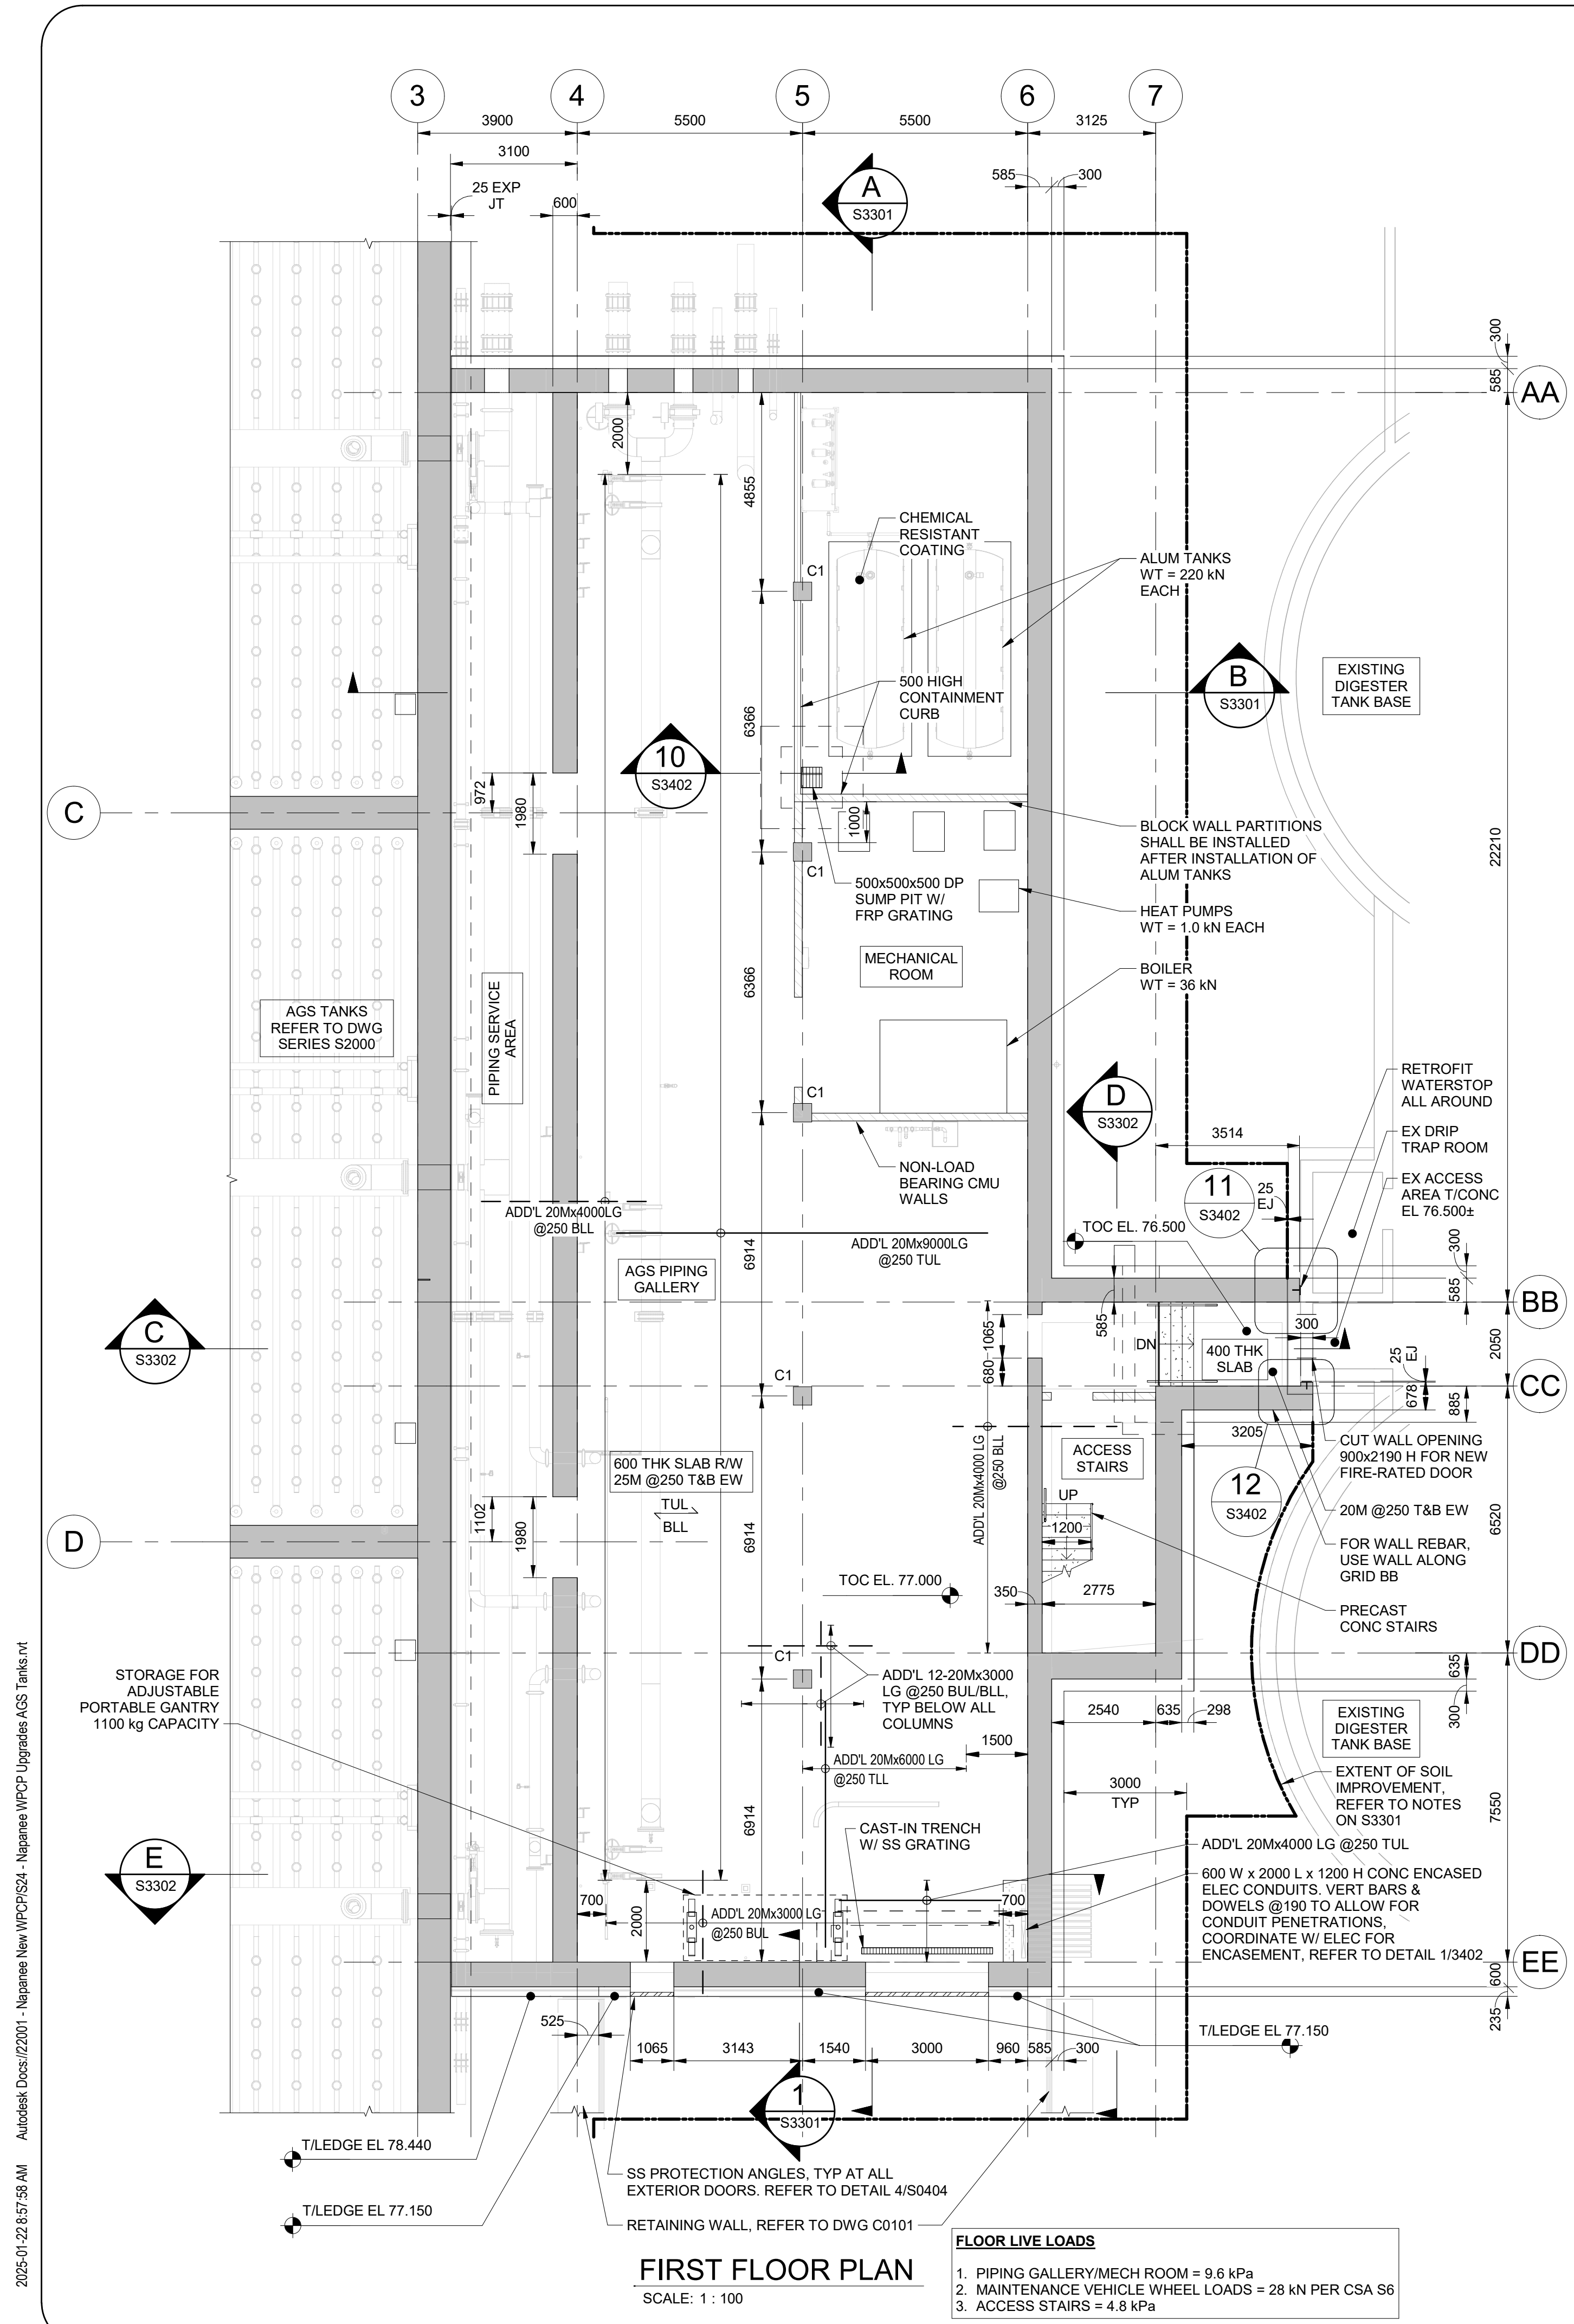 3
4
5
6
7
3900
5500
5500
3125
3100
25 EXP
JT
600
A
S3301
585
300
300
585
AA
2000
4855
CHEMICAL
RESISTANT
COATING
C1
ALUM TANKS
WT = 220 kN
EACH
B
S3301
EXISTING
DIGESTER
TANK BASE
500 HIGH
CONTAINMENT
CURB
6366
10
S3402
C
972
1980
1000
C1
BLOCK WALL PARTITIONS
SHALL BE INSTALLED
AFTER INSTALLATION OF
ALUM TANKS
22210
500x500x500 DP
SUMP PIT W/
FRP GRATING
HEAT PUMPS
WT = 1.0 kN EACH
MECHANICAL
ROOM
6366
BOILER
WT = 36 kN
AGS TANKS
REFER TO DWG
SERIES S2000
PIPING SERVICE
AREA
C1
D
S3302
RETROFIT
WATERSTOP
ALL AROUND
3514
EX DRIP
TRAP ROOM
NON-LOAD
BEARING CMU
WALLS
11
S3402
25
EJ
EX ACCESS
AREA T/CONC
EL 76.500±
ADD'L 20Mx4000LG
@250 BLL
TOC EL. 76.500
ADD'L 20Mx9000LG
@250 TUL
6914
AGS PIPING
GALLERY
300
585
BB
C
S3302
1065
585
300
DN
400 THK
SLAB
25
EJ
2050
680
C1
CC
678
885
3205
ADD'L 20Mx4000 LG
@250 BLL
ACCESS
STAIRS
CUT WALL OPENING
900x2190 H FOR NEW
FIRE-RATED DOOR
600 THK SLAB R/W
25M @250 T&B EW
TUL
BLL
UP
12
S3402
20M @250 T&B EW
D
1102
1980
6914
1200
6520
FOR WALL REBAR,
USE WALL ALONG
GRID BB
TOC EL. 77.000
350
2775
PRECAST
CONC STAIRS
DD
C1
635
300
STORAGE FOR
ADJUSTABLE
PORTABLE GANTRY
1100 kg CAPACITY
ADD'L 12-20Mx3000
LG @250 BUL/BLL,
TYP BELOW ALL
COLUMNS
2540
635
298
EXISTING
DIGESTER
TANK BASE
1500
ADD'L 20Mx6000 LG
@250 TLL
EXTENT OF SOIL
IMPROVEMENT,
REFER TO NOTES
ON S3301
3000
TYP
6914
7550
CAST-IN TRENCH
W/ SS GRATING
ADD'L 20Mx4000 LG @250 TUL
E
S3302
600 W x 2000 L x 1200 H CONC ENCASED
ELEC CONDUITS. VERT BARS &
DOWELS @190 TO ALLOW FOR
CONDUIT PENETRATIONS,
COORDINATE W/ ELEC FOR
ENCASEMENT, REFER TO DETAIL 1/3402
700
2000
ADD'L 20Mx3000 LG
@250 BUL
700
EE
600
235
525
1065
3143
1540
3000
960
585
300
T/LEDGE EL 77.150
1
S3301
T/LEDGE EL 78.440
SS PROTECTION ANGLES, TYP AT ALL
EXTERIOR DOORS. REFER TO DETAIL 4/S0404
T/LEDGE EL 77.150
RETAINING WALL, REFER TO DWG C0101
FIRST FLOOR PLAN
SCALE: 1 : 100
FLOOR LIVE LOADS
1. PIPING GALLERY/MECH ROOM = 9.6 kPa
2. MAINTENANCE VEHICLE WHEEL LOADS = 28 kN PER CSA S6
3. ACCESS STAIRS = 4.8 kPa
2025-01-22 8:57:58 AM Autodesk Docs://22001 - Napanee New WPCP/S24 - Napanee WPCP Upgrades AGS Tanks.rvt